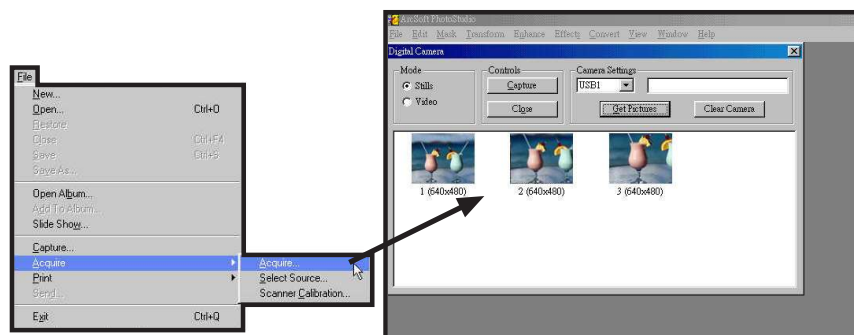 File
New...
Open... Ctrl+O
Restore
Close Ctrl+F4
Save Ctrl+S
Save As...
Open Album...
Add To Album...
Slide Show...
Capture...
Acquire
Print
Send...
Exit Ctrl+Q
Acquire...
Select Source...
Scanner Calibration...
ArcSoft PhotoStudio
File Edit Mask Transform Enhance Effects Convert View Window Help
Digital Camera
Mode Controls Camera Settings
Stills Capture USB1
Video Close Get Pictures Clear Camera
1 (640x480) 2 (640x480) 3 (640x480)